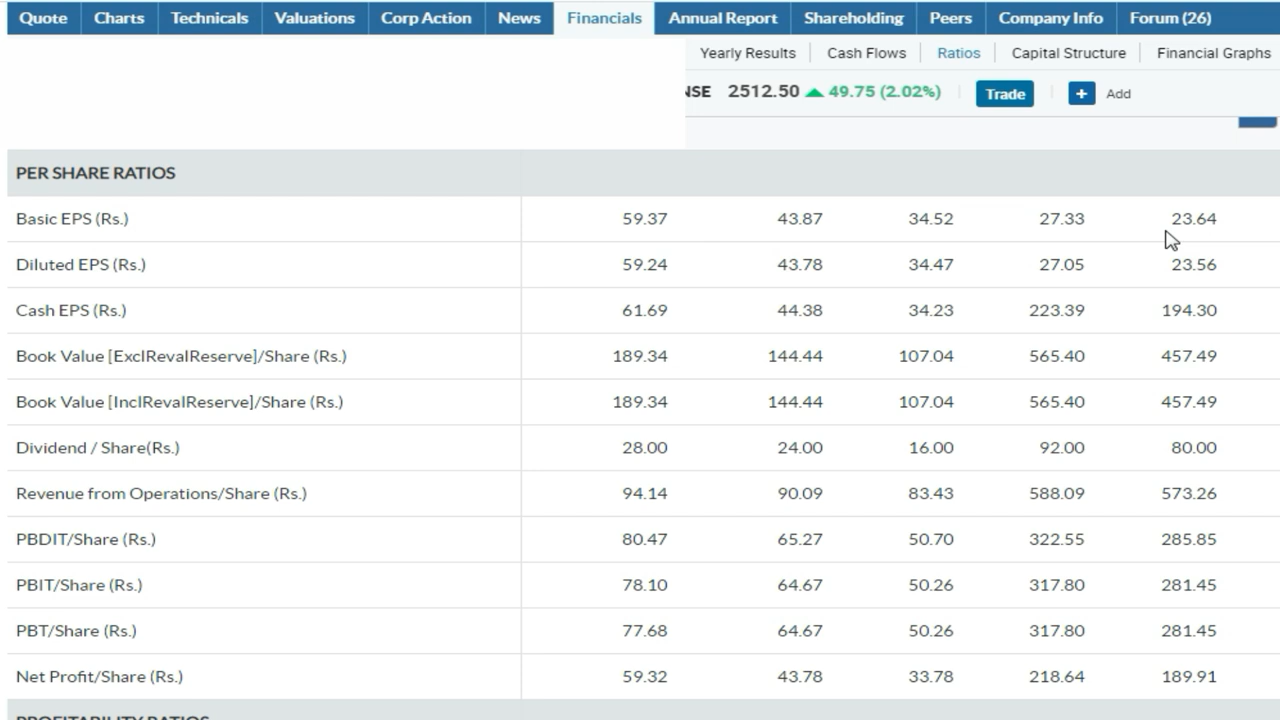 Quote Charts Technicals Valuations Corp Action News Financials Annual Report Shareholding Peers Company Info Forum (26)
Yearly Results Cash Flows Ratios Capital Structure Financial Graphs
NSE 2512.50 49.75 (2.02%) Trade + Add
PER SHARE RATIOS
Basic EPS (Rs.) 59.37 43.87 34.52 27.33 23.64
Diluted EPS (Rs.) 59.24 43.78 34.47 27.05 23.56
Cash EPS (Rs.) 61.69 44.38 34.23 223.39 194.30
Book Value [ExclRevalReserve]/Share (Rs.) 189.34 144.44 107.04 565.40 457.49
Book Value [InclRevalReserve]/Share (Rs.) 189.34 144.44 107.04 565.40 457.49
Dividend / Share(Rs.) 28.00 24.00 16.00 92.00 80.00
Revenue from Operations/Share (Rs.) 94.14 90.09 83.43 588.09 573.26
PBDIT/Share (Rs.) 80.47 65.27 50.70 322.55 285.85
PBIT/Share (Rs.) 78.10 64.67 50.26 317.80 281.45
PBT/Share (Rs.) 77.68 64.67 50.26 317.80 281.45
Net Profit/Share (Rs.) 59.32 43.78 33.78 218.64 189.91
PROFITABILITY RATIOS